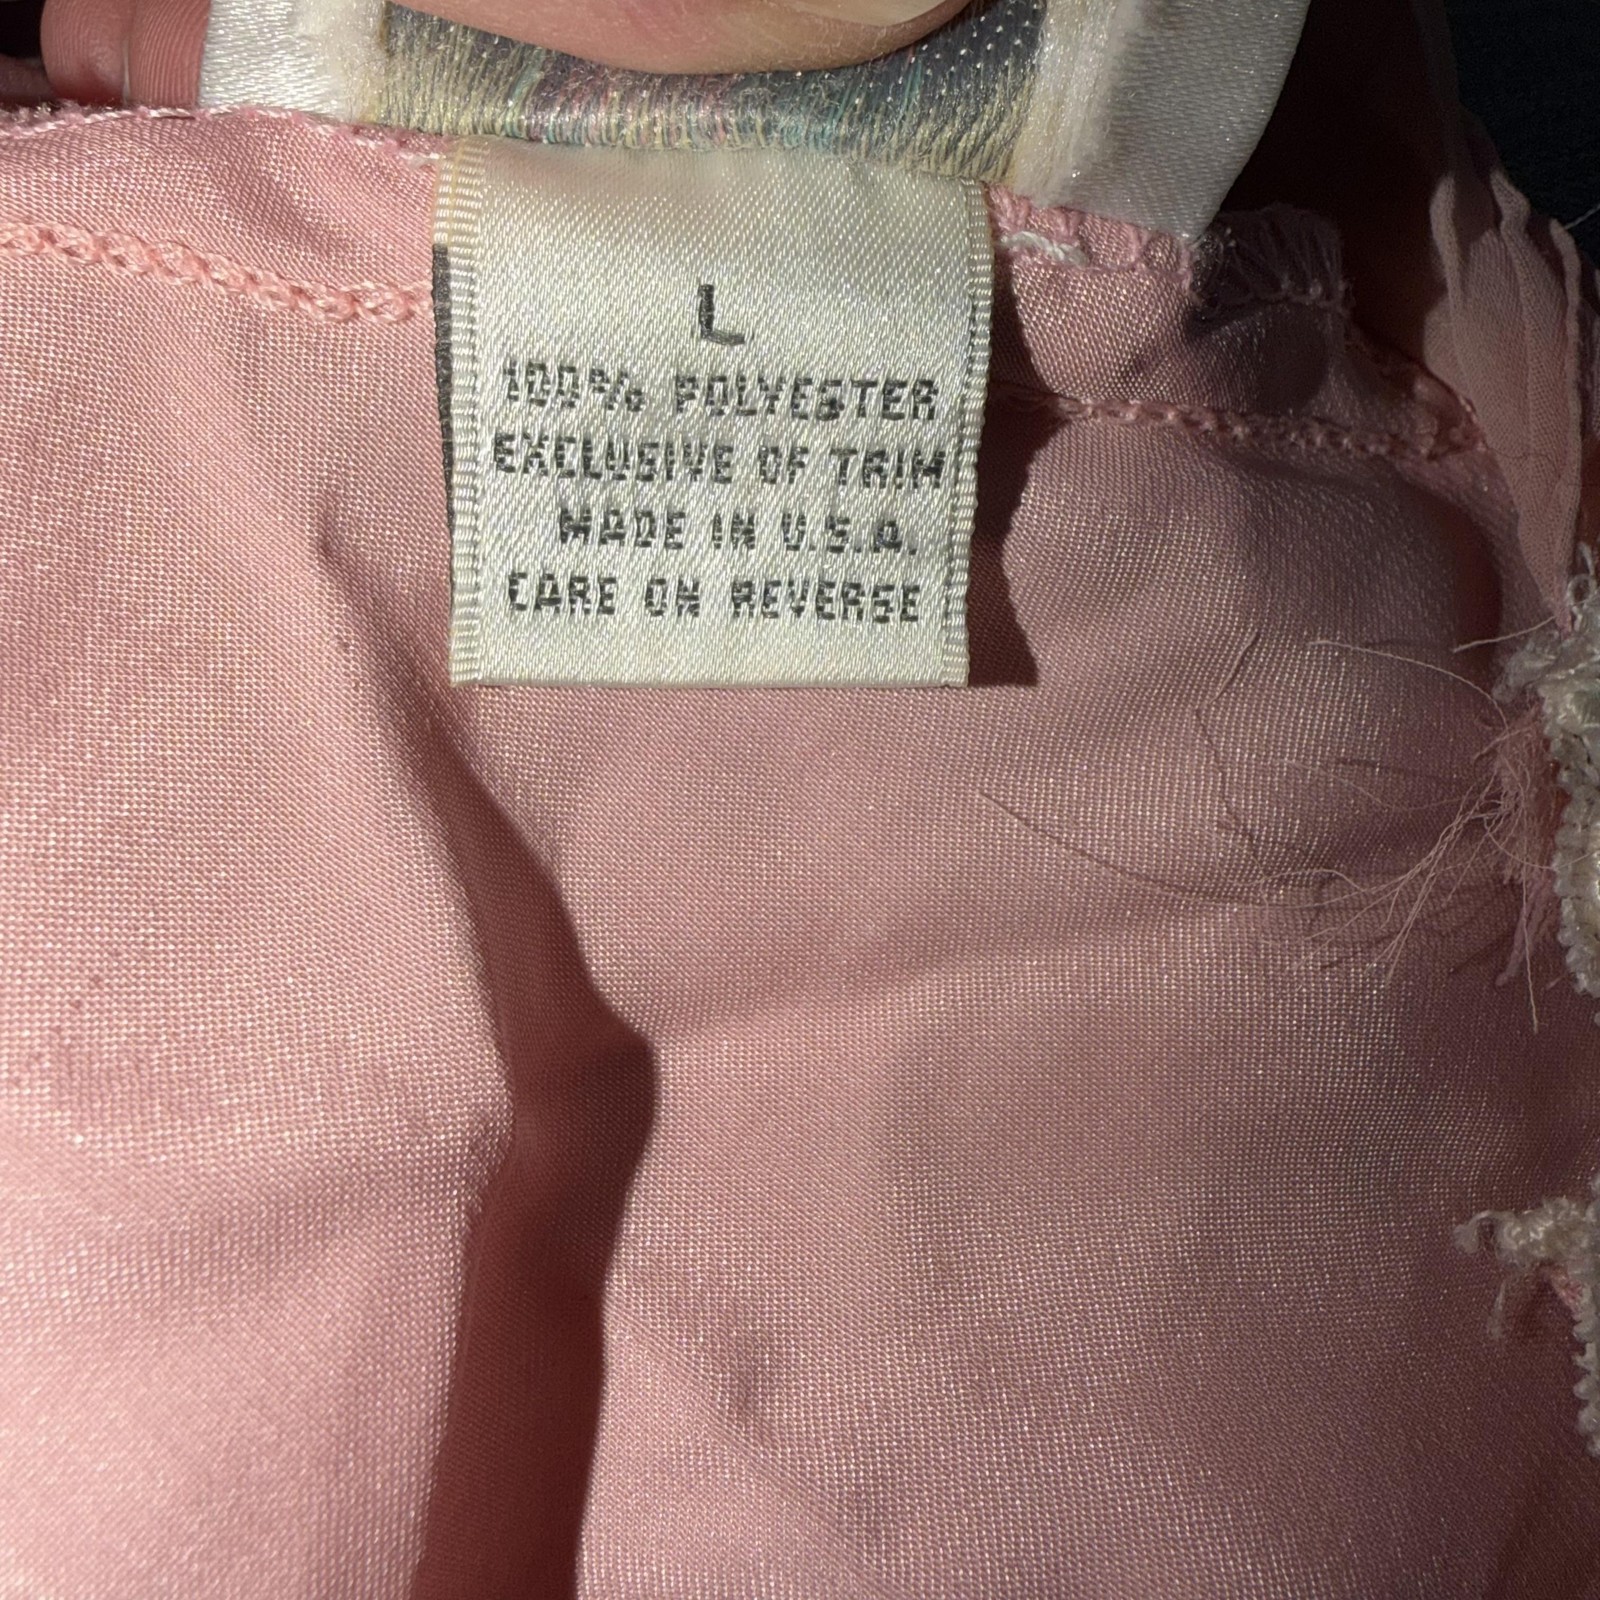 L
100% POLYESTER
EXCLUSIVE OF TRIM
MADE IN U.S.A.
CARE ON REVERSE